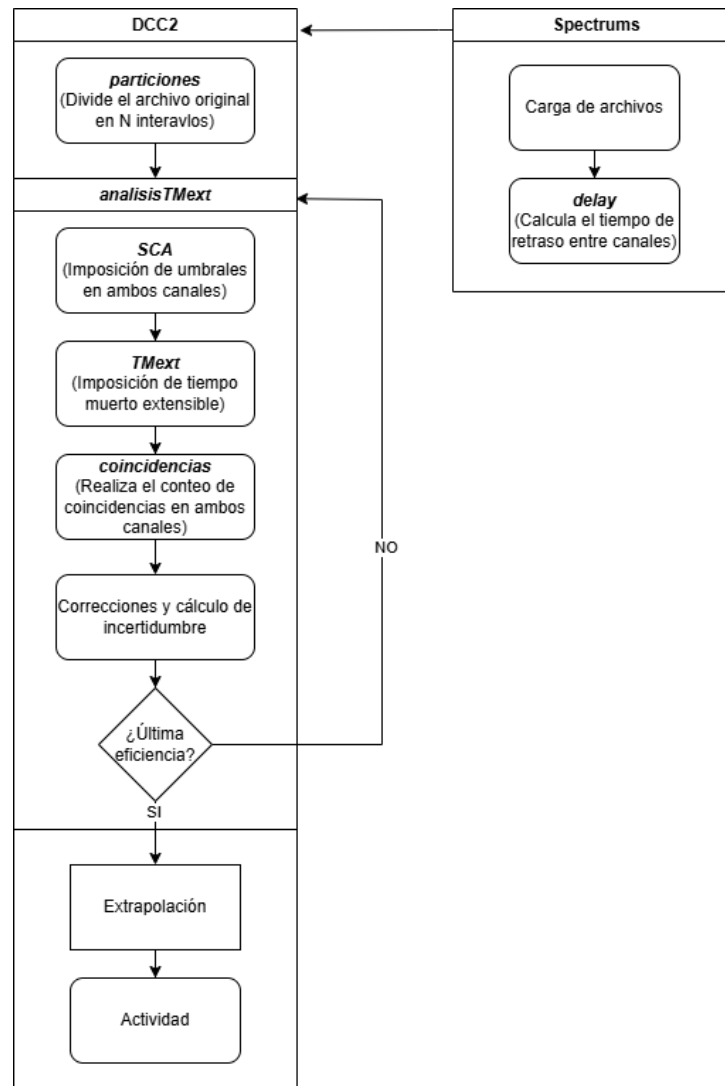 DCC2
particiones
(Divide el archivo original
en N interavlos)
analisisTMext
SCA
(Imposición de umbrales
en ambos canales)
TMext
(Imposición de tiempo
muerto extensible)
coincidencias
(Realiza el conteo de
coincidencias en ambos
canales)
Correcciones y cálculo de
incertidumbre
¿Última
eficiencia?
NO
SI
Extrapolación
Actividad
Spectrums
Carga de archivos
delay
(Calcula el tiempo de
retraso entre canales)